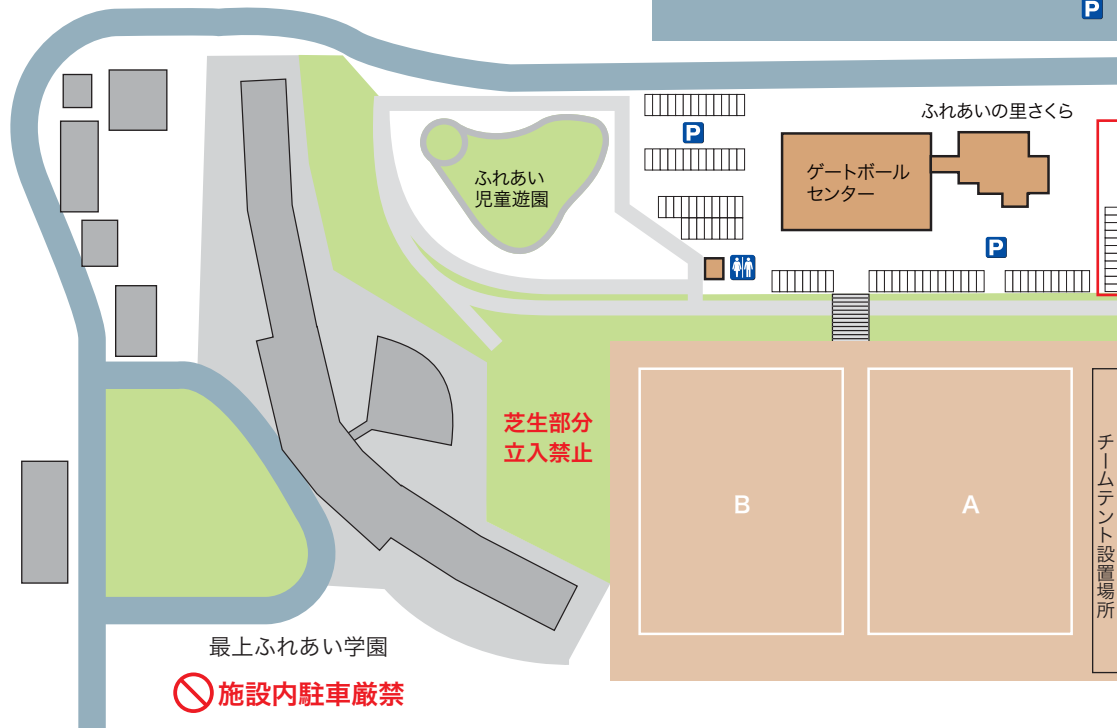 P
ふれあいの里さくら
P
ゲートボール
センター
ふれあい
児童遊園
P
芝生部分
立入禁止
B
A
チームテント設置場所
最上ふれあい学園
施設内駐車厳禁